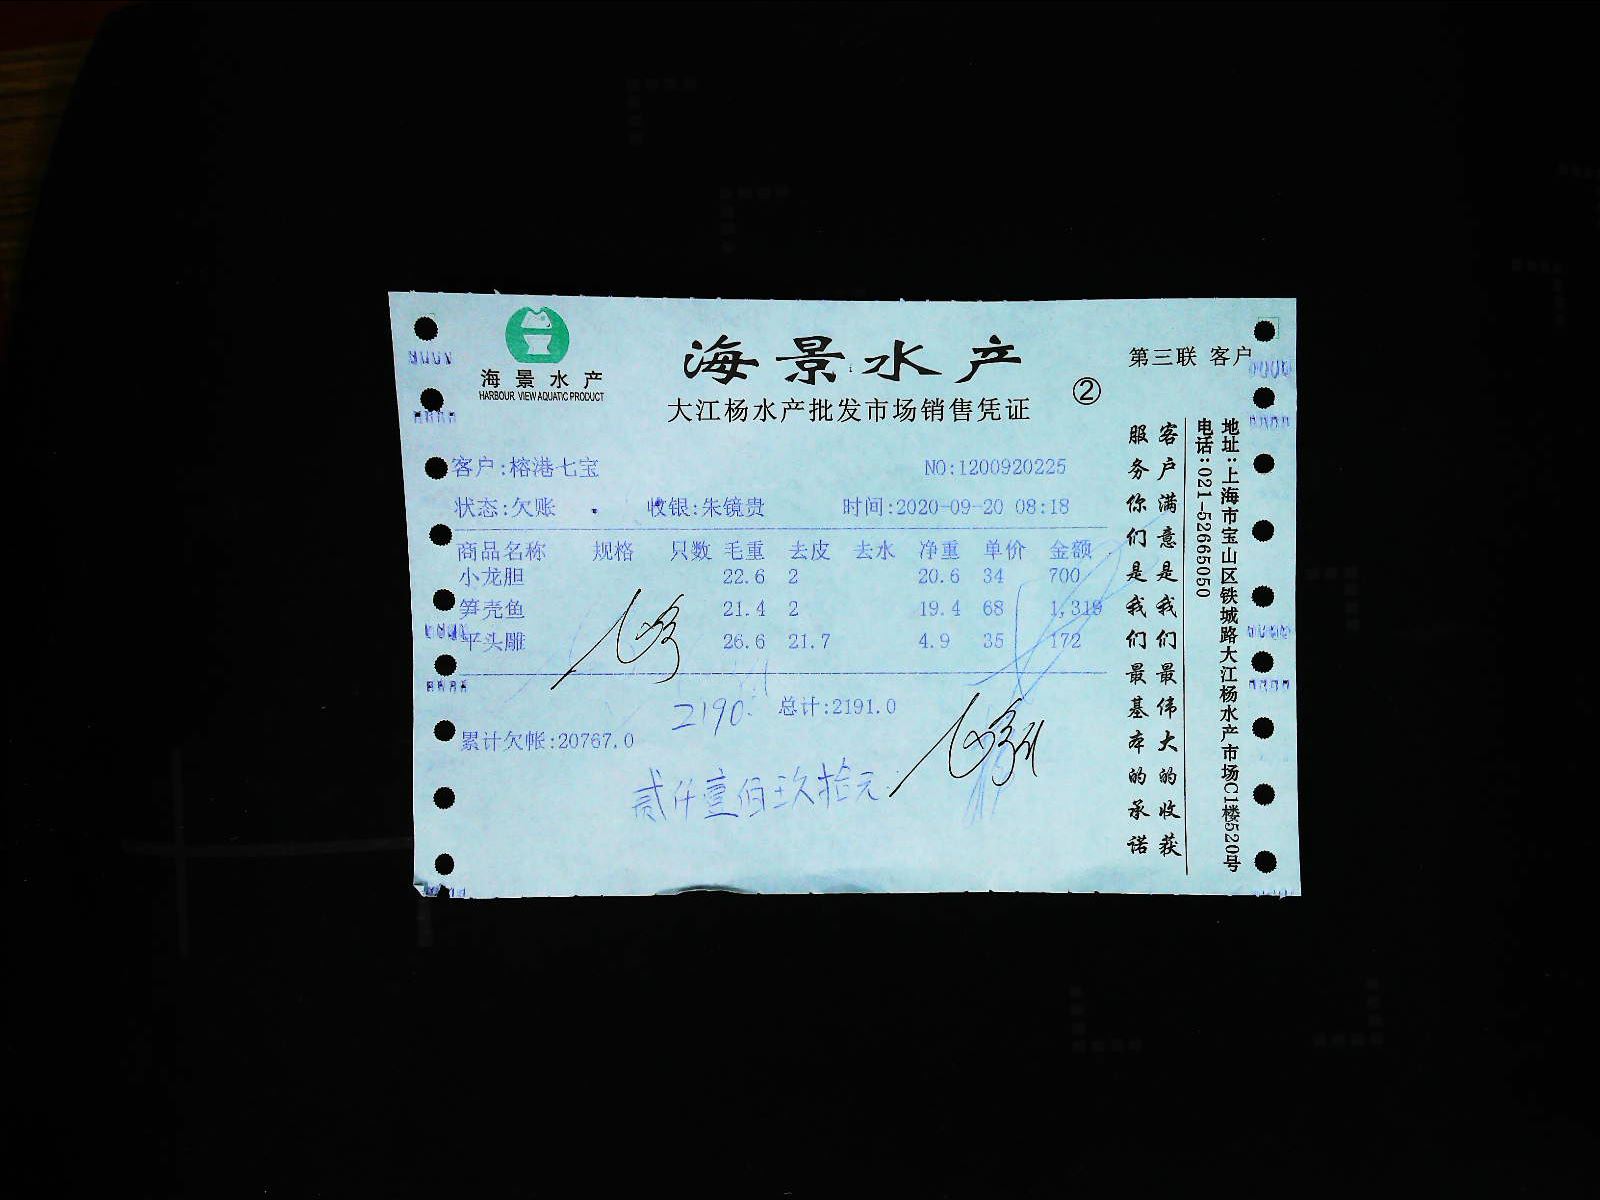 海景水产
HARBOUR VIEW AQUATIC PRODUCT
海景水产
大江杨水产批发市场销售凭证
②
第三联 客户
客户:榕港七宝 NO:1200920225
状态:欠账 收银:朱镜贵 时间:2020-09-20 08:18
商品名称 规格 只数 毛重 去皮 去水 净重 单价 金额
小龙胆 22.6 2 20.6 34 700
笋壳鱼 21.4 2 19.4 68 1,319
平头雕 26.6 21.7 4.9 35 172
2190. 总计:2191.0
累计欠帐:20767.0
贰仟壹佰玖拾元
客户满意是我们最伟大的收获
服务你们是我们最基本的承诺
地址:上海市宝山区铁城路大江杨水产市场C1楼520号
电话:021-52665050